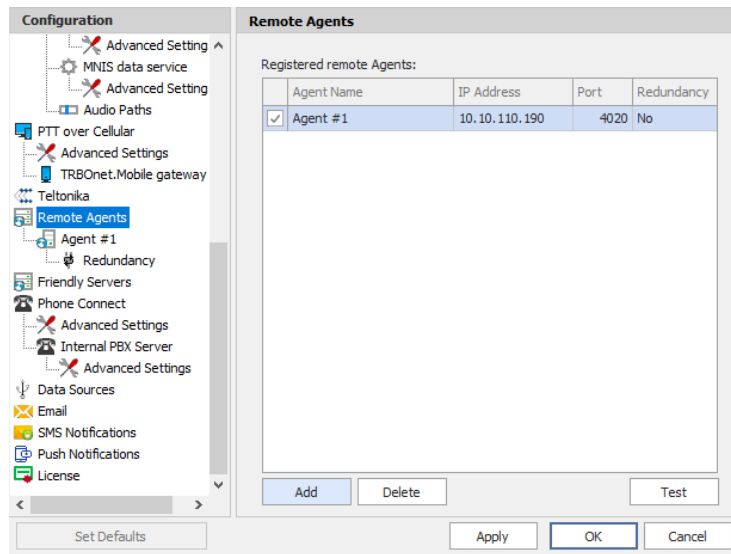 Configuration
Advanced Setting
MNIS data service
Advanced Setting
Audio Paths
PTT over Cellular
Advanced Settings
TRBOnet.Mobile gateway
Teltonika
Remote Agents
Agent #1
Redundancy
Friendly Servers
Phone Connect
Advanced Settings
Internal PBX Server
Advanced Settings
Data Sources
Email
SMS Notifications
Push Notifications
License
Set Defaults
Remote Agents
Registered remote Agents:
Agent Name IP Address Port Redundancy
Agent #1 10.10.110.190 4020 No
Add Delete Test
Apply OK Cancel